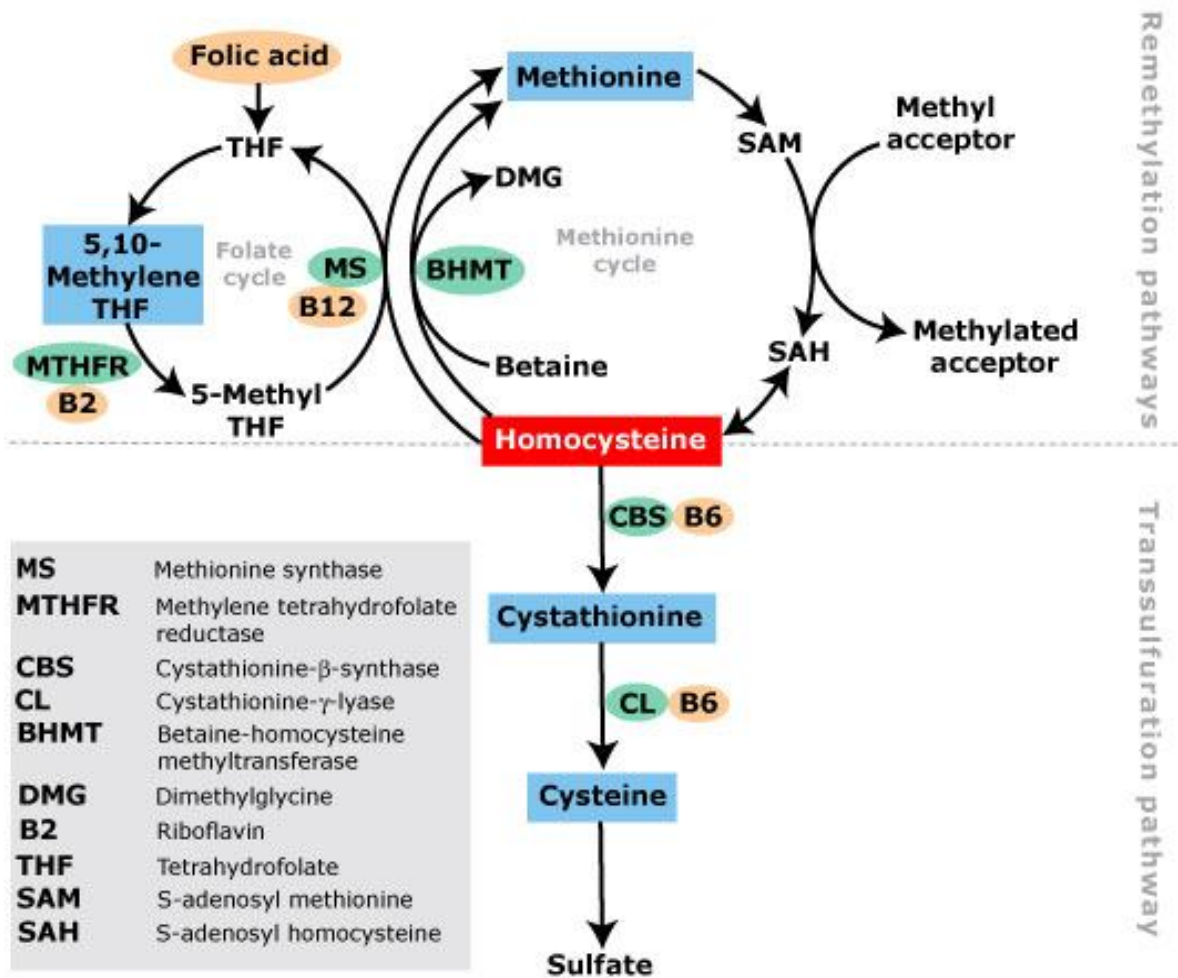 Folic acid
THF
5,10-
Methylene
THF
Folate
cycle
MTHFR
B2
5-Methyl
THF
MS
B12
Methionine
SAM
Methyl
acceptor
DMG
Methionine
cycle
BHMT
Betaine
SAH
Methylated
acceptor
Homocysteine
Remethylation pathways
CBS B6
Cystathionine
CL B6
Cysteine
Sulfate
Transsulfuration pathway
MS Methionine synthase
MTHFR Methylene tetrahydrofolate
reductase
CBS Cystathionine-β-synthase
CL Cystathionine-γ-lyase
BHMT Betaine-homocysteine
methyltransferase
DMG Dimethylglycine
B2 Riboflavin
THF Tetrahydrofolate
SAM S-adenosyl methionine
SAH S-adenosyl homocysteine